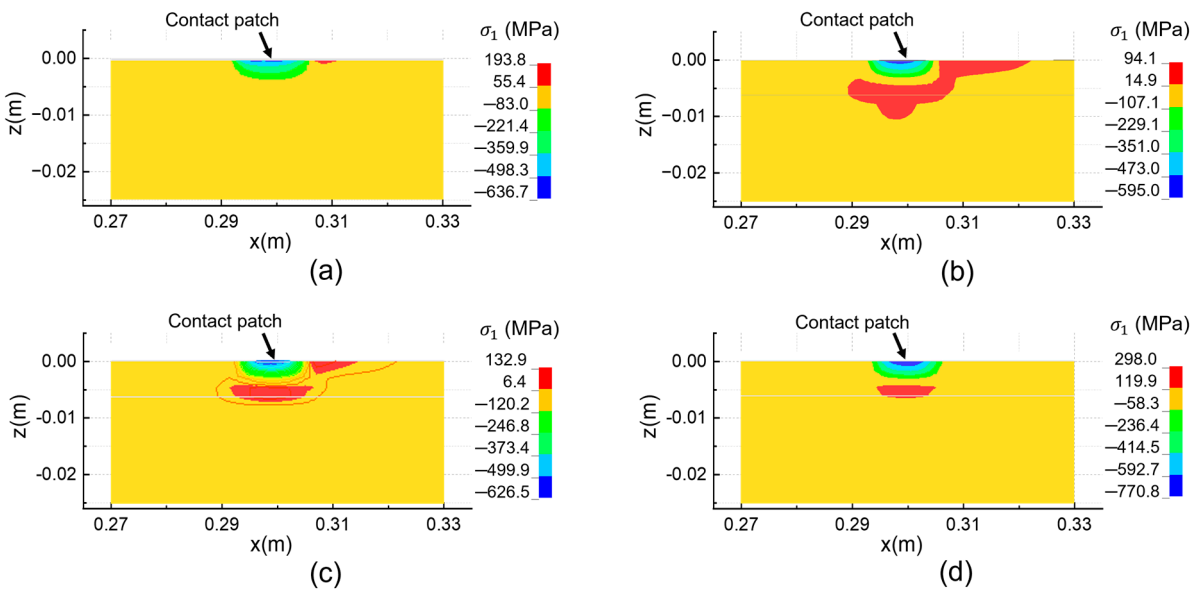 Contact patch
σ₁ (MPa)
193.8
55.4
−83.0
−221.4
−359.9
−498.3
−636.7
0.00
−0.01
−0.02
z(m)
0.27
0.29
0.31
0.33
x(m)
(a)
Contact patch
σ₁ (MPa)
94.1
14.9
−107.1
−229.1
−351.0
−473.0
−595.0
0.00
−0.01
−0.02
z(m)
0.27
0.29
0.31
0.33
x(m)
(b)
Contact patch
σ₁ (MPa)
132.9
6.4
−120.2
−246.8
−373.4
−499.9
−626.5
0.00
-0.01
-0.02
z(m)
0.27
0.29
0.31
0.33
x(m)
(c)
Contact patch
σ₁ (MPa)
298.0
119.9
−58.3
−236.4
−414.5
−592.7
−770.8
0.00
-0.01
-0.02
z(m)
0.27
0.29
0.31
0.33
x(m)
(d)